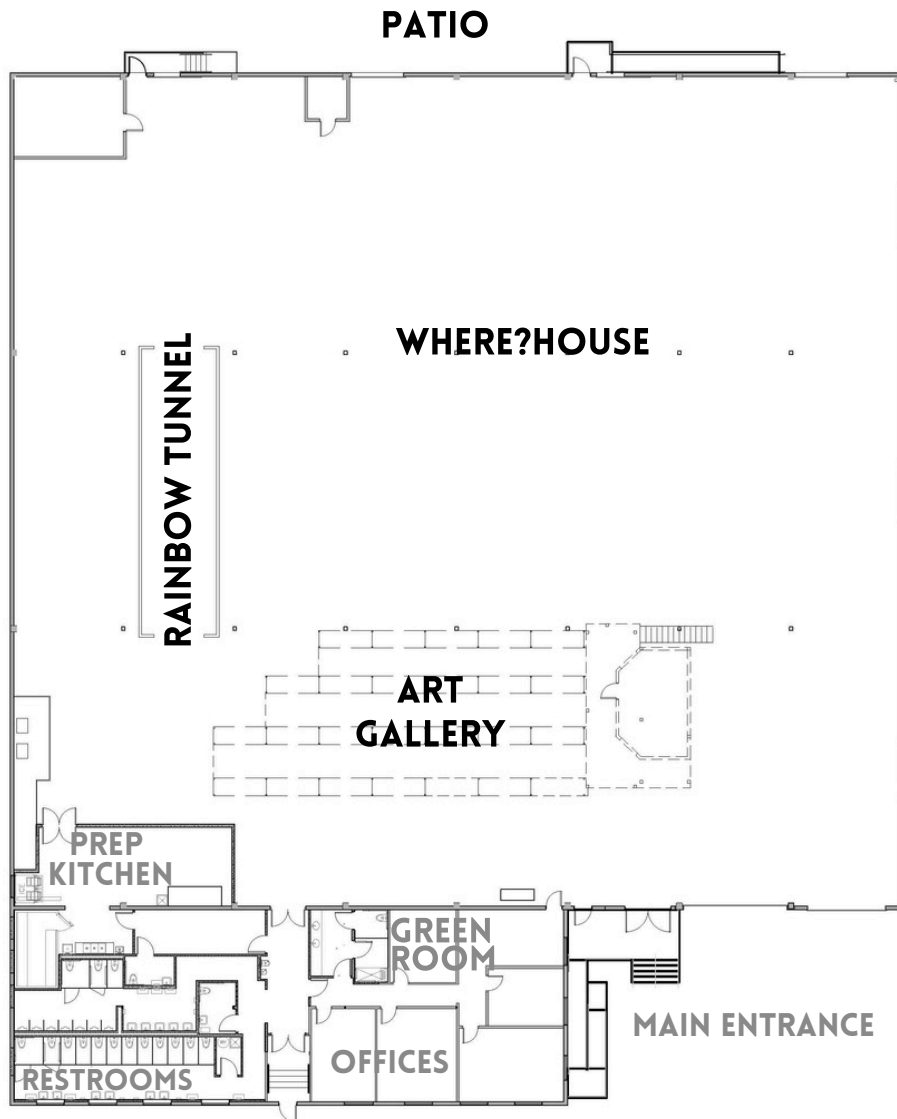 PATIO
WHERE?HOUSE
RAINBOW TUNNEL
ART
GALLERY
PREP
KITCHEN
GREEN
ROOM
MAIN ENTRANCE
OFFICES
RESTROOMS